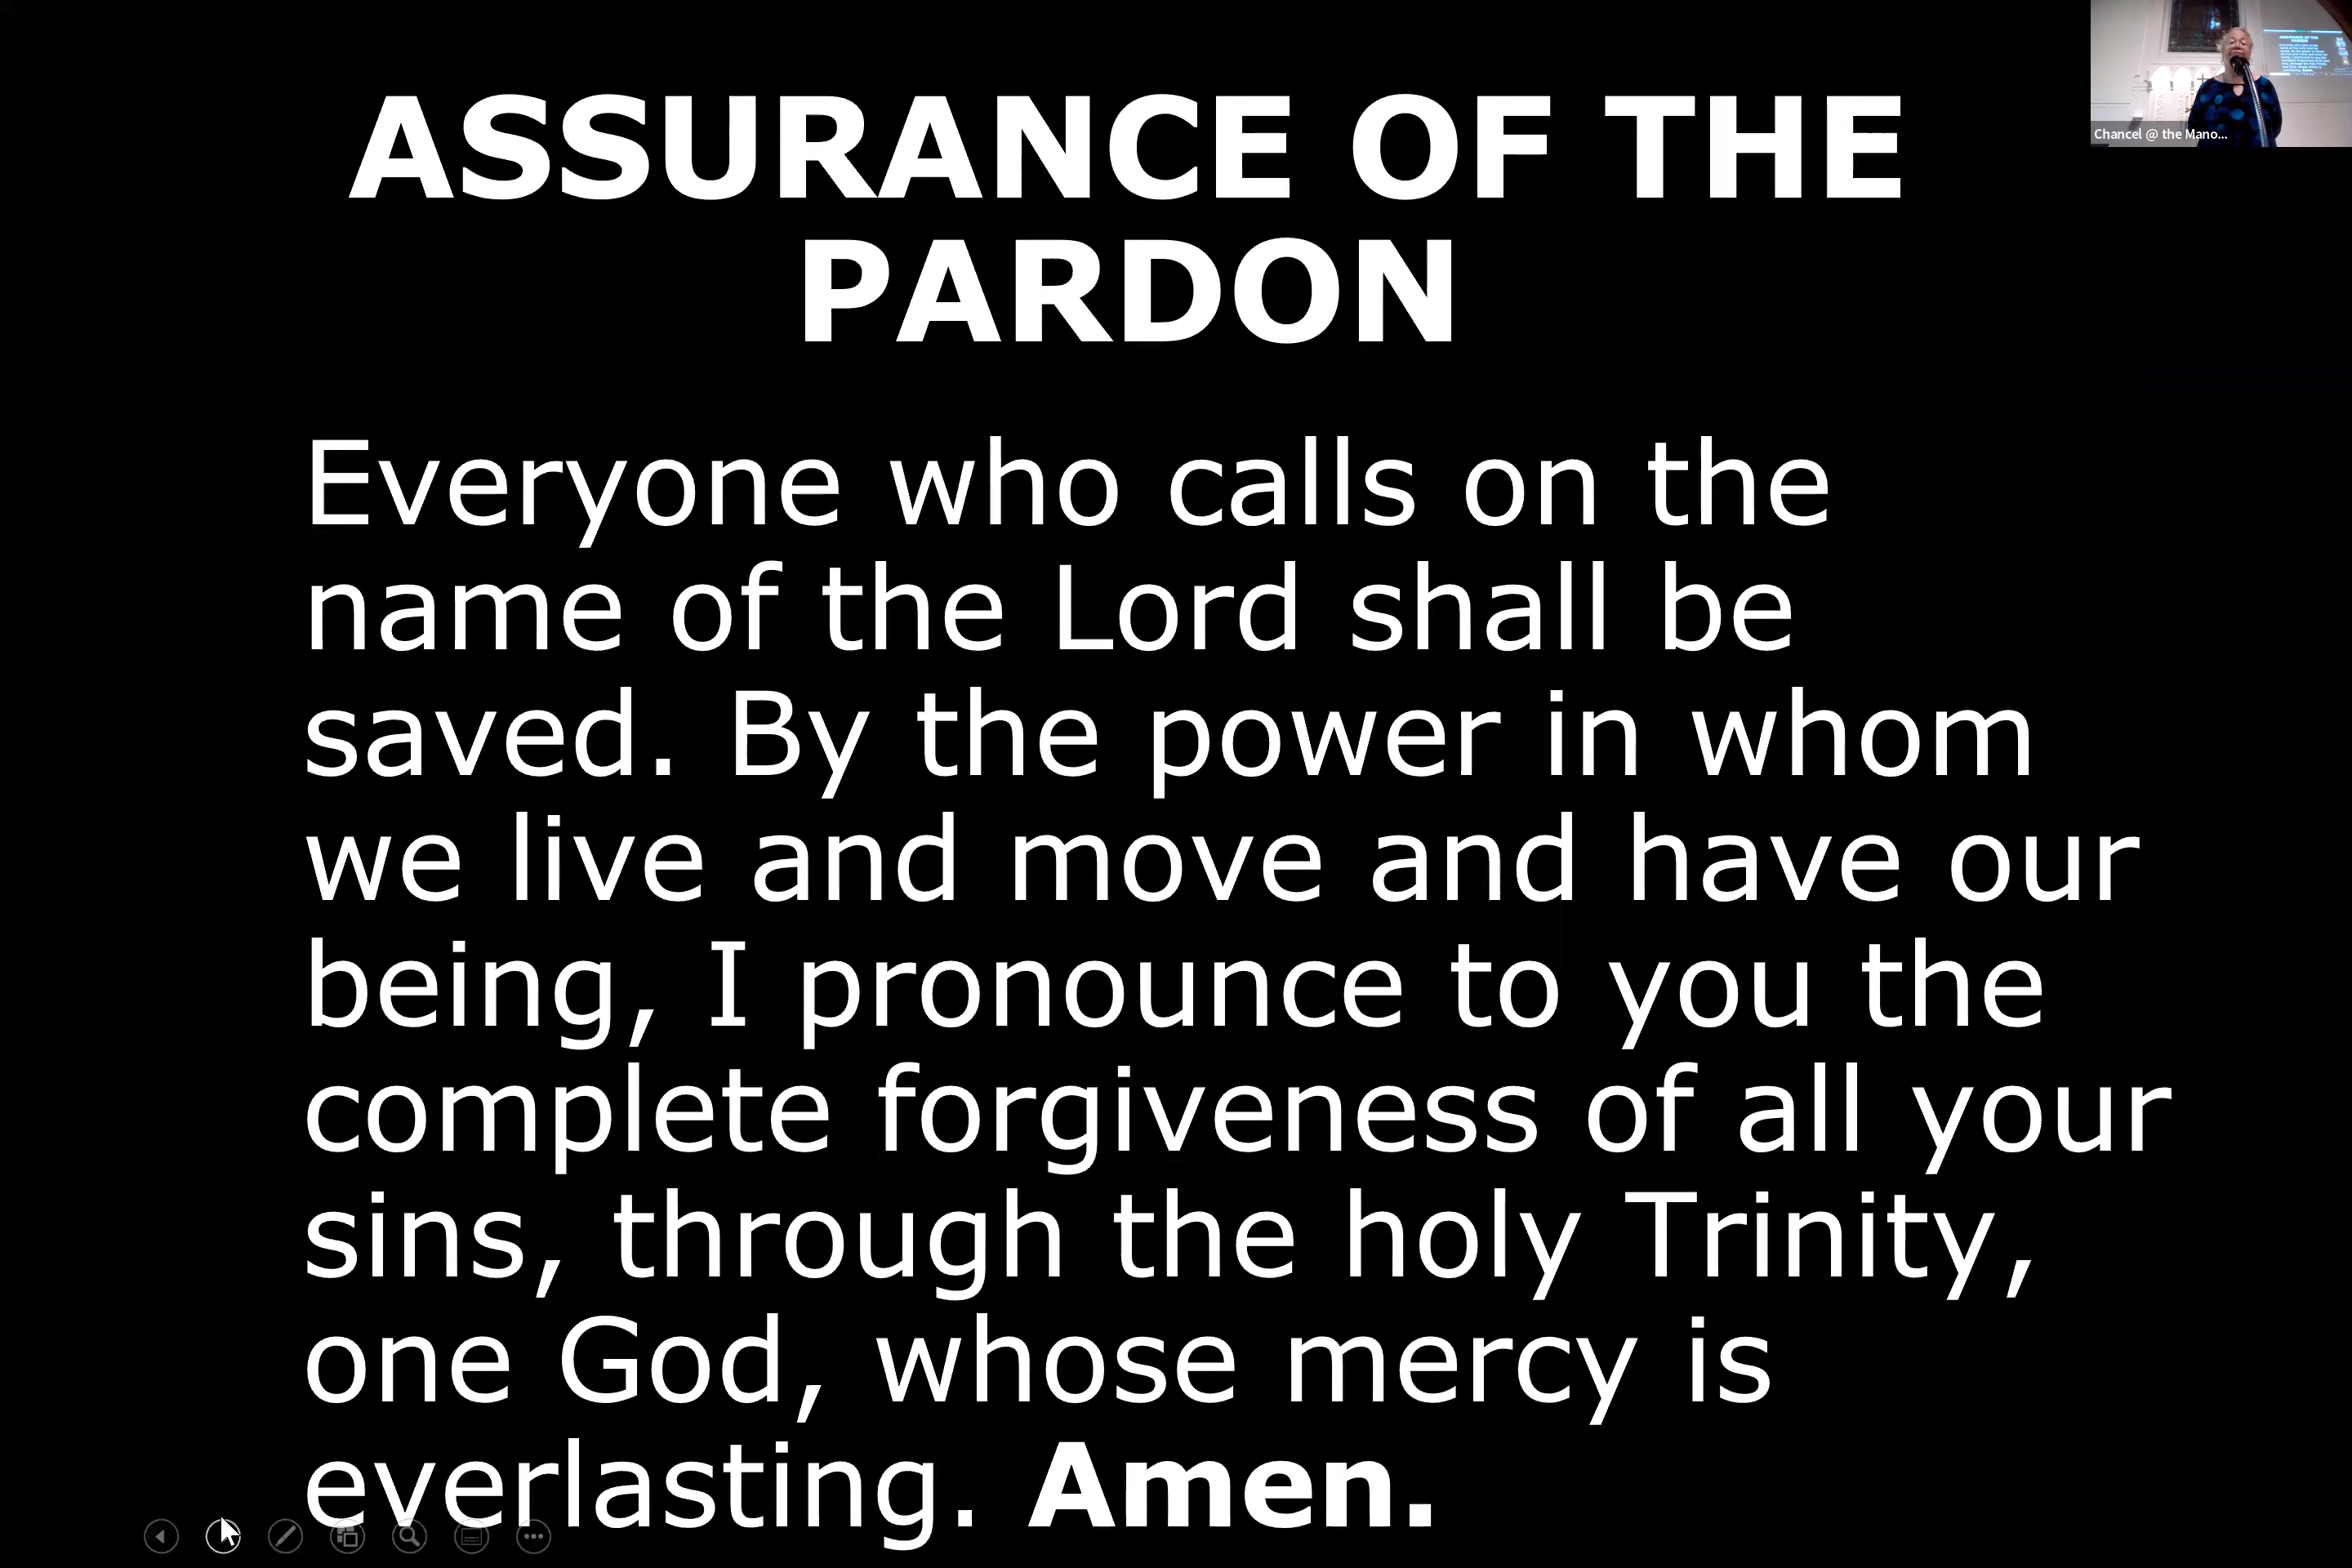 ASSURANCE OF THE
PARDON
Everyone who calls on the
name of the Lord shall be
saved. By the power in whom
we live and move and have our
being, I pronounce to you the
complete forgiveness of all your
sins, through the holy Trinity,
one God, whose mercy is
everlasting. Amen.
Chancel @ the Mano...